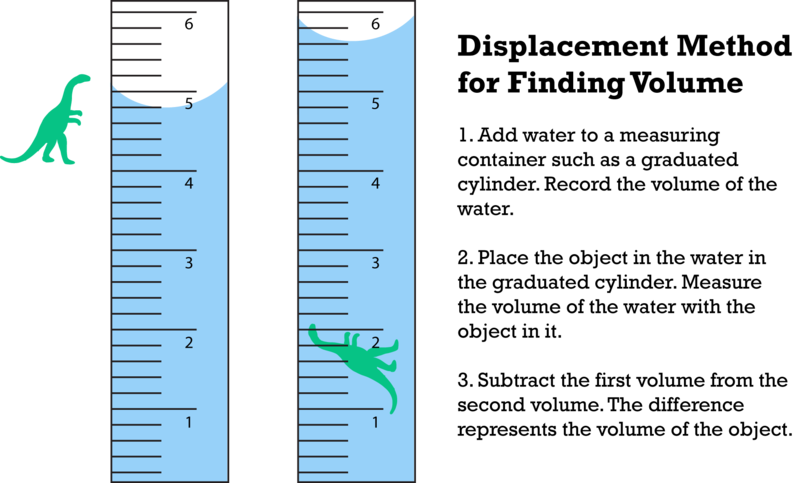 6
5
4
3
2
1
6
5
4
3
2
1
Displacement Method
for Finding Volume
1. Add water to a measuring
container such as a graduated
cylinder. Record the volume of the
water.
2. Place the object in the water in
the graduated cylinder. Measure
the volume of the water with the
object in it.
3. Subtract the first volume from the
second volume. The difference
represents the volume of the object.